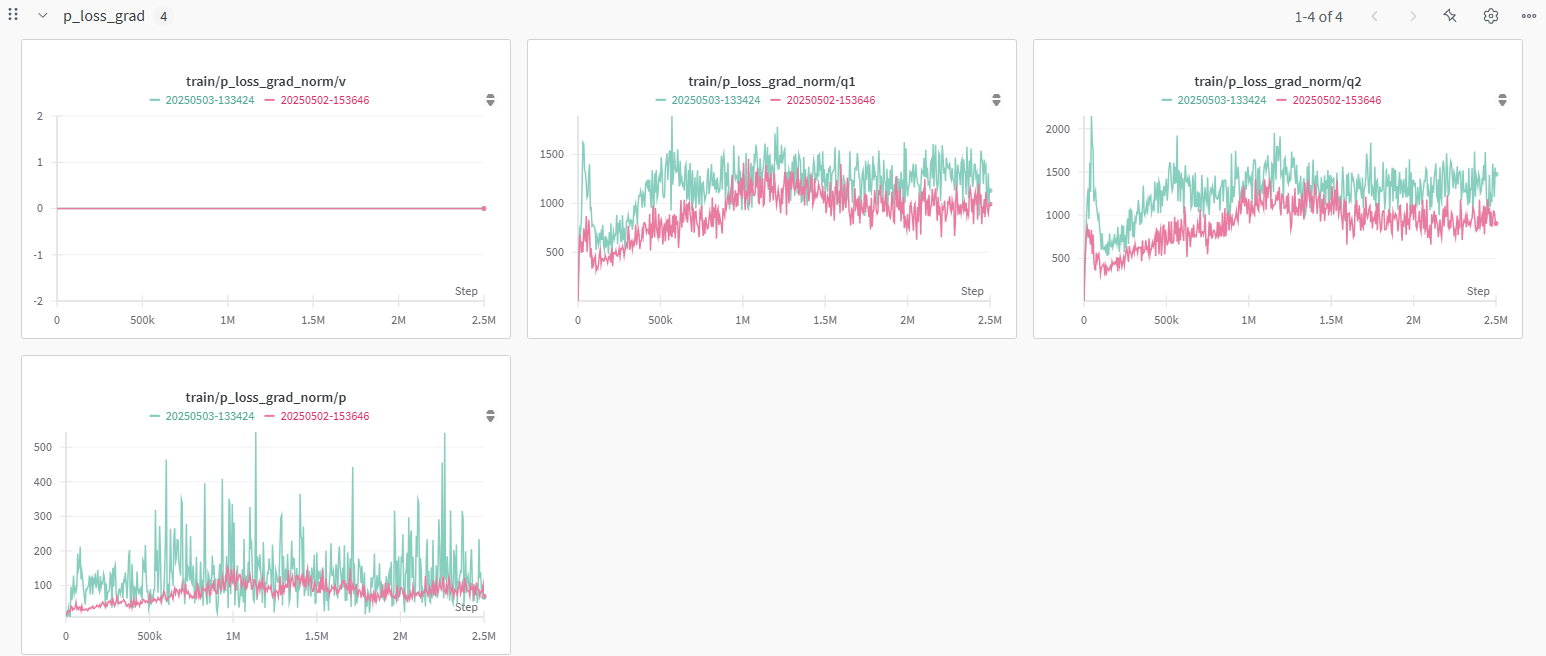 p_loss_grad 4 1-4 of 4
train/p_loss_grad_norm/v
20250503-133424 20250502-153646
2
1
0
-1
-2
Step
0 500k 1M 1.5M 2M 2.5M
train/p_loss_grad_norm/q1
20250503-133424 20250502-153646
1500
1000
500
Step
0 500k 1M 1.5M 2M 2.5M
train/p_loss_grad_norm/q2
20250503-133424 20250502-153646
2000
1500
1000
500
Step
0 500k 1M 1.5M 2M 2.5M
train/p_loss_grad_norm/p
20250503-133424 20250502-153646
500
400
300
200
100
Step
0 500k 1M 1.5M 2M 2.5M